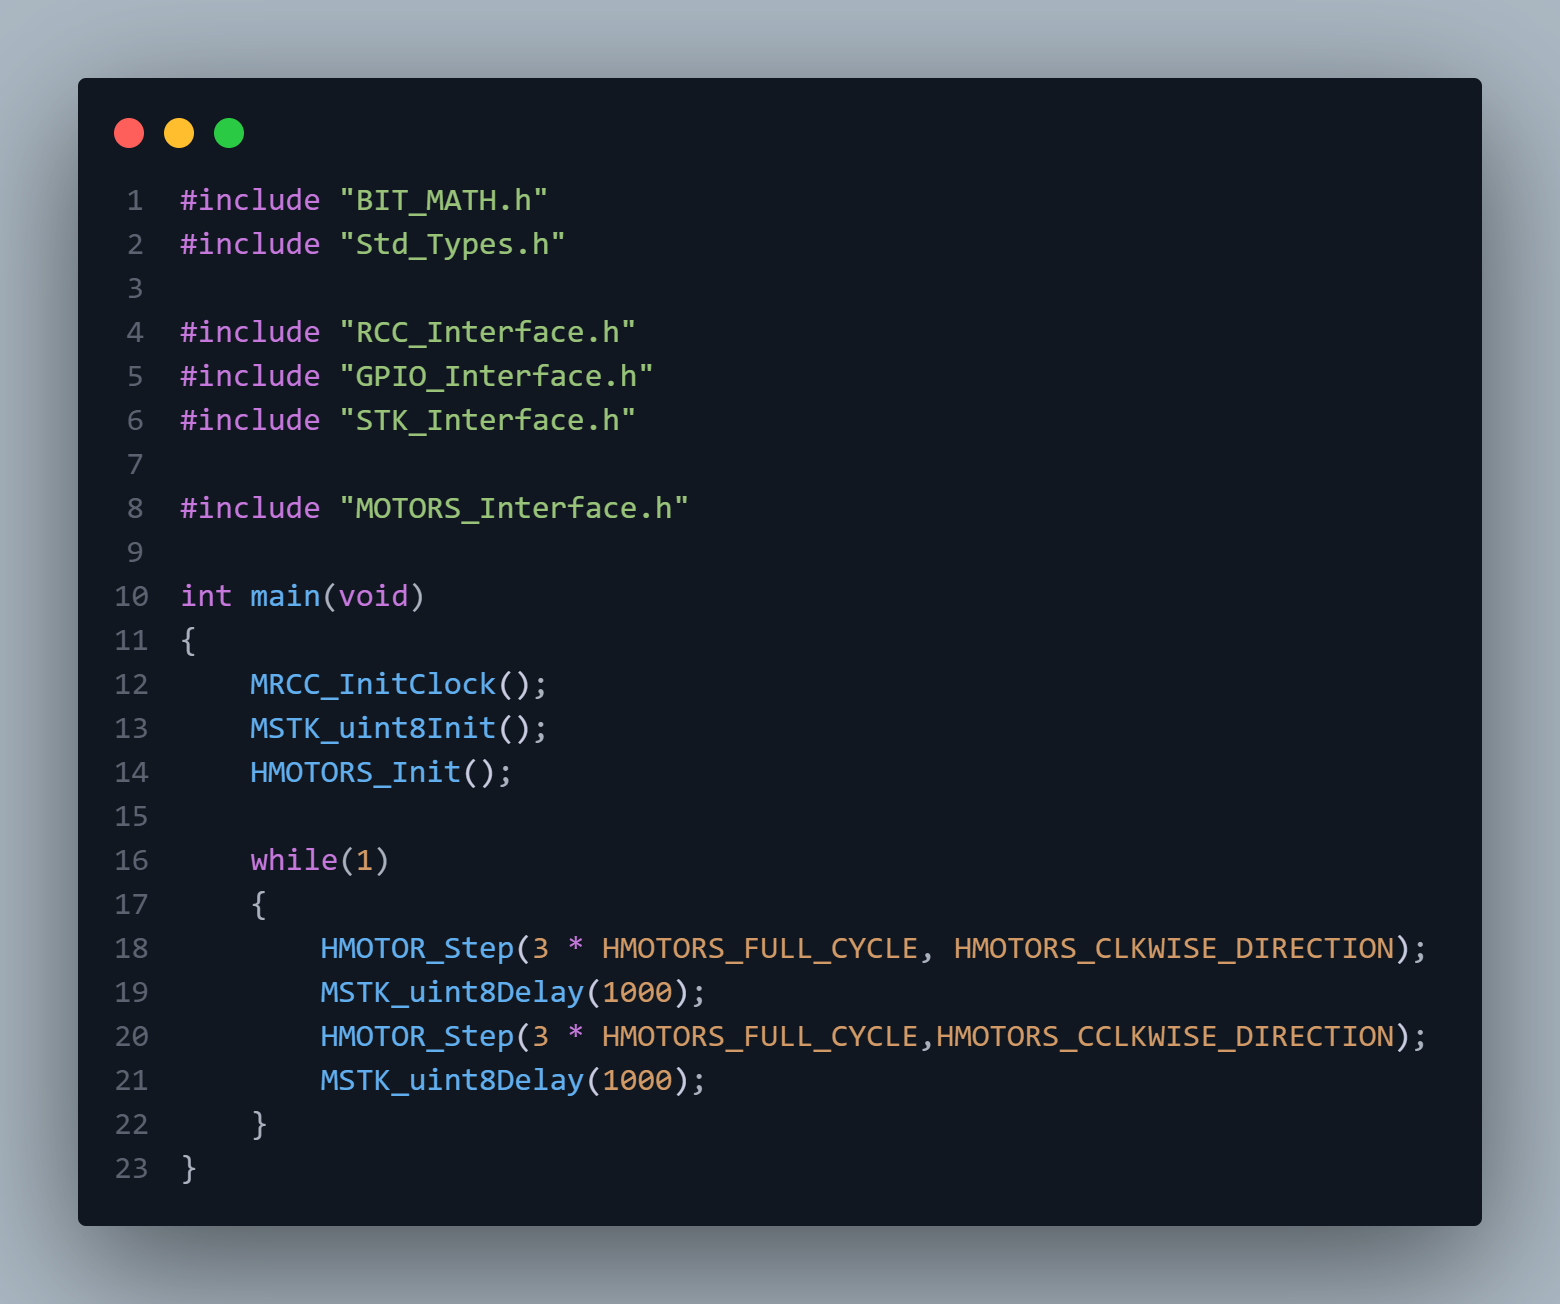 1 #include "BIT_MATH.h"
2 #include "Std_Types.h"
3
4 #include "RCC_Interface.h"
5 #include "GPIO_Interface.h"
6 #include "STK_Interface.h"
7
8 #include "MOTORS_Interface.h"
9
10 int main(void)
11 {
12     MRCC_InitClock();
13     MSTK_uint8Init();
14     HMOTORS_Init();
15
16     while(1)
17     {
18         HMOTOR_Step(3 * HMOTORS_FULL_CYCLE, HMOTORS_CLKWISE_DIRECTION);
19         MSTK_uint8Delay(1000);
20         HMOTOR_Step(3 * HMOTORS_FULL_CYCLE,HMOTORS_CCLKWISE_DIRECTION);
21         MSTK_uint8Delay(1000);
22     }
23 }